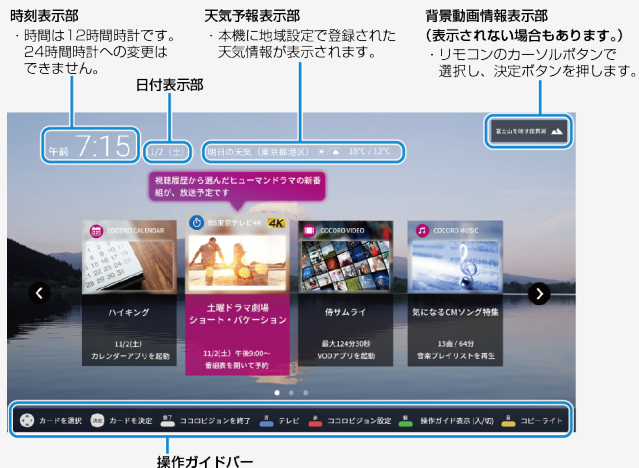 時刻表示部
・時間は12時間時計です。
24時間時計への変更は
できません。
日付表示部
天気予報表示部
・本機に地域設定で登録された
天気情報が表示されます。
背景動画情報表示部
(表示されない場合もあります。)
・リモコンのカーソルボタンで
選択し、決定ボタンを押します。
午前 7:15
11/2 (土)
明日の天気(東京都港区)
18℃ / 12℃
富士山を映す田貫湖
視聴履歴から選んだヒューマンドラマの新番
組が、放送予定です
COCORO CALENDAR
ハイキング
11/2(土)
カレンダーアプリを起動
BS東京テレビ4K 4K
土曜ドラマ劇場
ショート・バケーション
11/2(土) 午後9:00〜
番組表を開いて予約
COCORO VIDEO
侍サムライ
最大124分30秒
VODアプリを起動
COCORO MUSIC
気になるCMソング特集
15曲 / 64分
音楽プレイリストを再生
カードを選択 決定 カードを決定 終了 ココロビジョンを終了 青 テレビ 赤 ココロビジョン設定 緑 操作ガイド表示 (入/切) 黄 コピーライト
操作ガイドバー